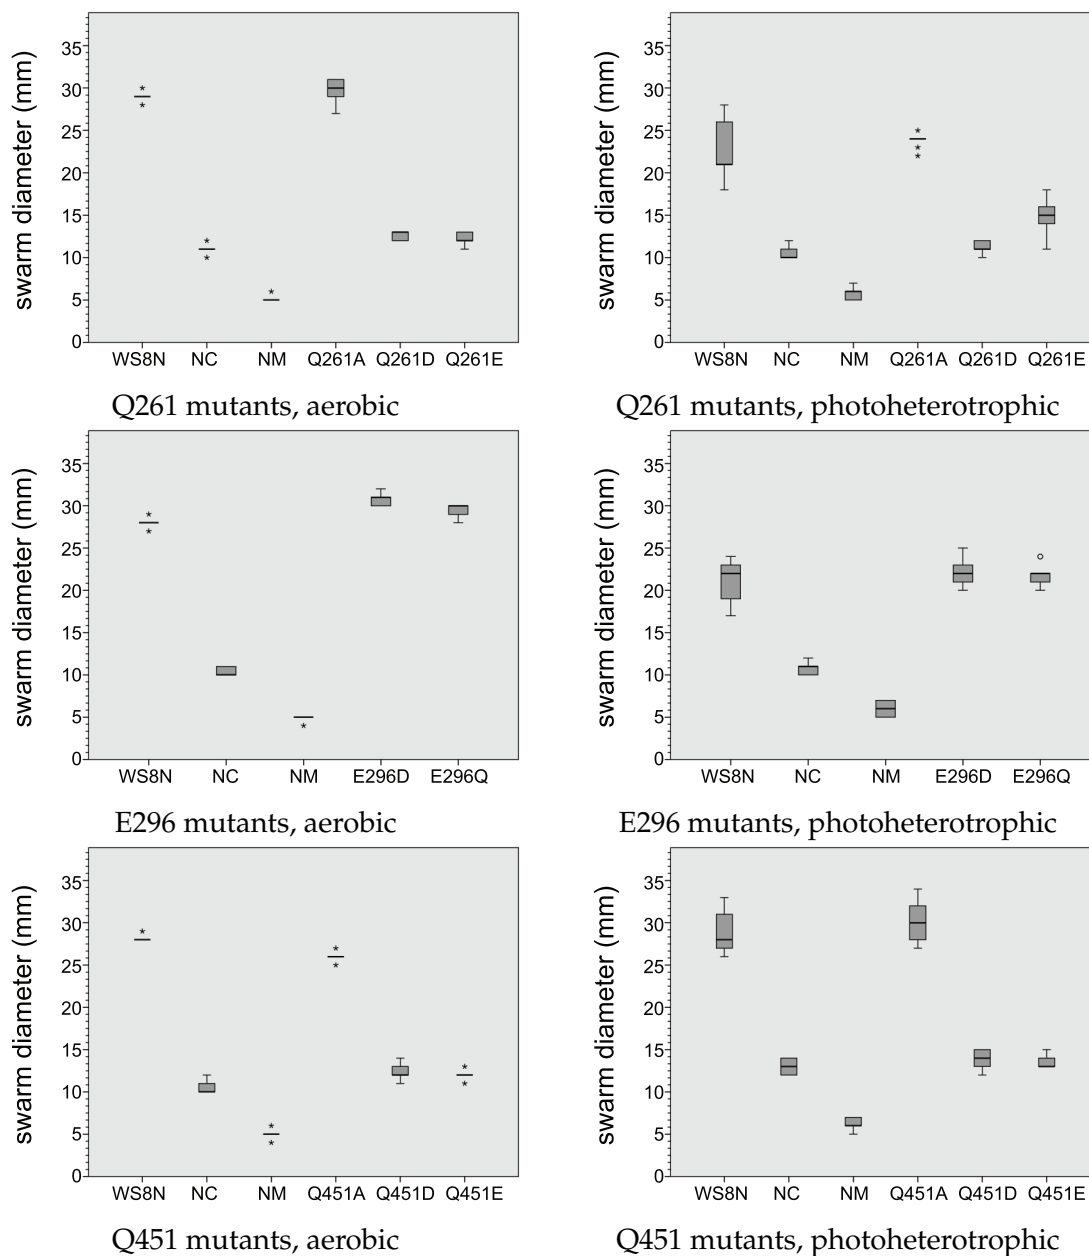 swarm diameter (mm)
35
30
25
20
15
10
5
0
WS8N NC NM Q261A Q261D Q261E
Q261 mutants, aerobic
swarm diameter (mm)
35
30
25
20
15
10
5
0
WS8N NC NM Q261A Q261D Q261E
Q261 mutants, photoheterotrophic
swarm diameter (mm)
35
30
25
20
15
10
5
0
WS8N NC NM E296D E296Q
E296 mutants, aerobic
swarm diameter (mm)
35
30
25
20
15
10
5
0
WS8N NC NM E296D E296Q
E296 mutants, photoheterotrophic
swarm diameter (mm)
35
30
25
20
15
10
5
0
WS8N NC NM Q451A Q451D Q451E
Q451 mutants, aerobic
swarm diameter (mm)
35
30
25
20
15
10
5
0
WS8N NC NM Q451A Q451D Q451E
Q451 mutants, photoheterotrophic